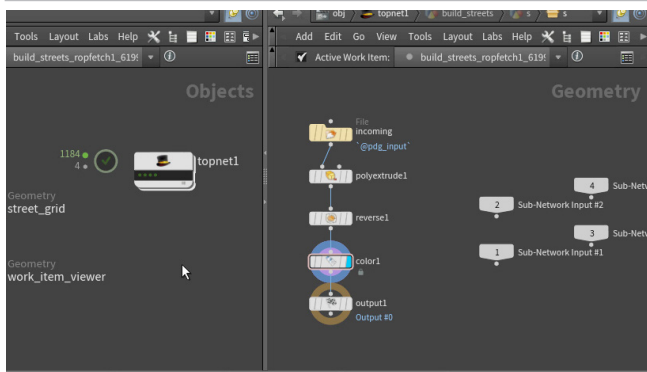 obj topnet1 build_streets s s
Tools Layout Labs Help
Add Edit Go View Tools Layout Labs Help
build_streets_ropfetch1_619!
Active Work Item: build_streets_ropfetch1_619!
Objects
Geometry
1184
4
topnet1
Geometry
street_grid
Geometry
work_item_viewer
File
incoming
`@pdg_input`
polyextrude1
reverse1
color1
output1
Output #0
4 Sub-Netw
2 Sub-Network Input #2
3 Sub-Netw
1 Sub-Network Input #1